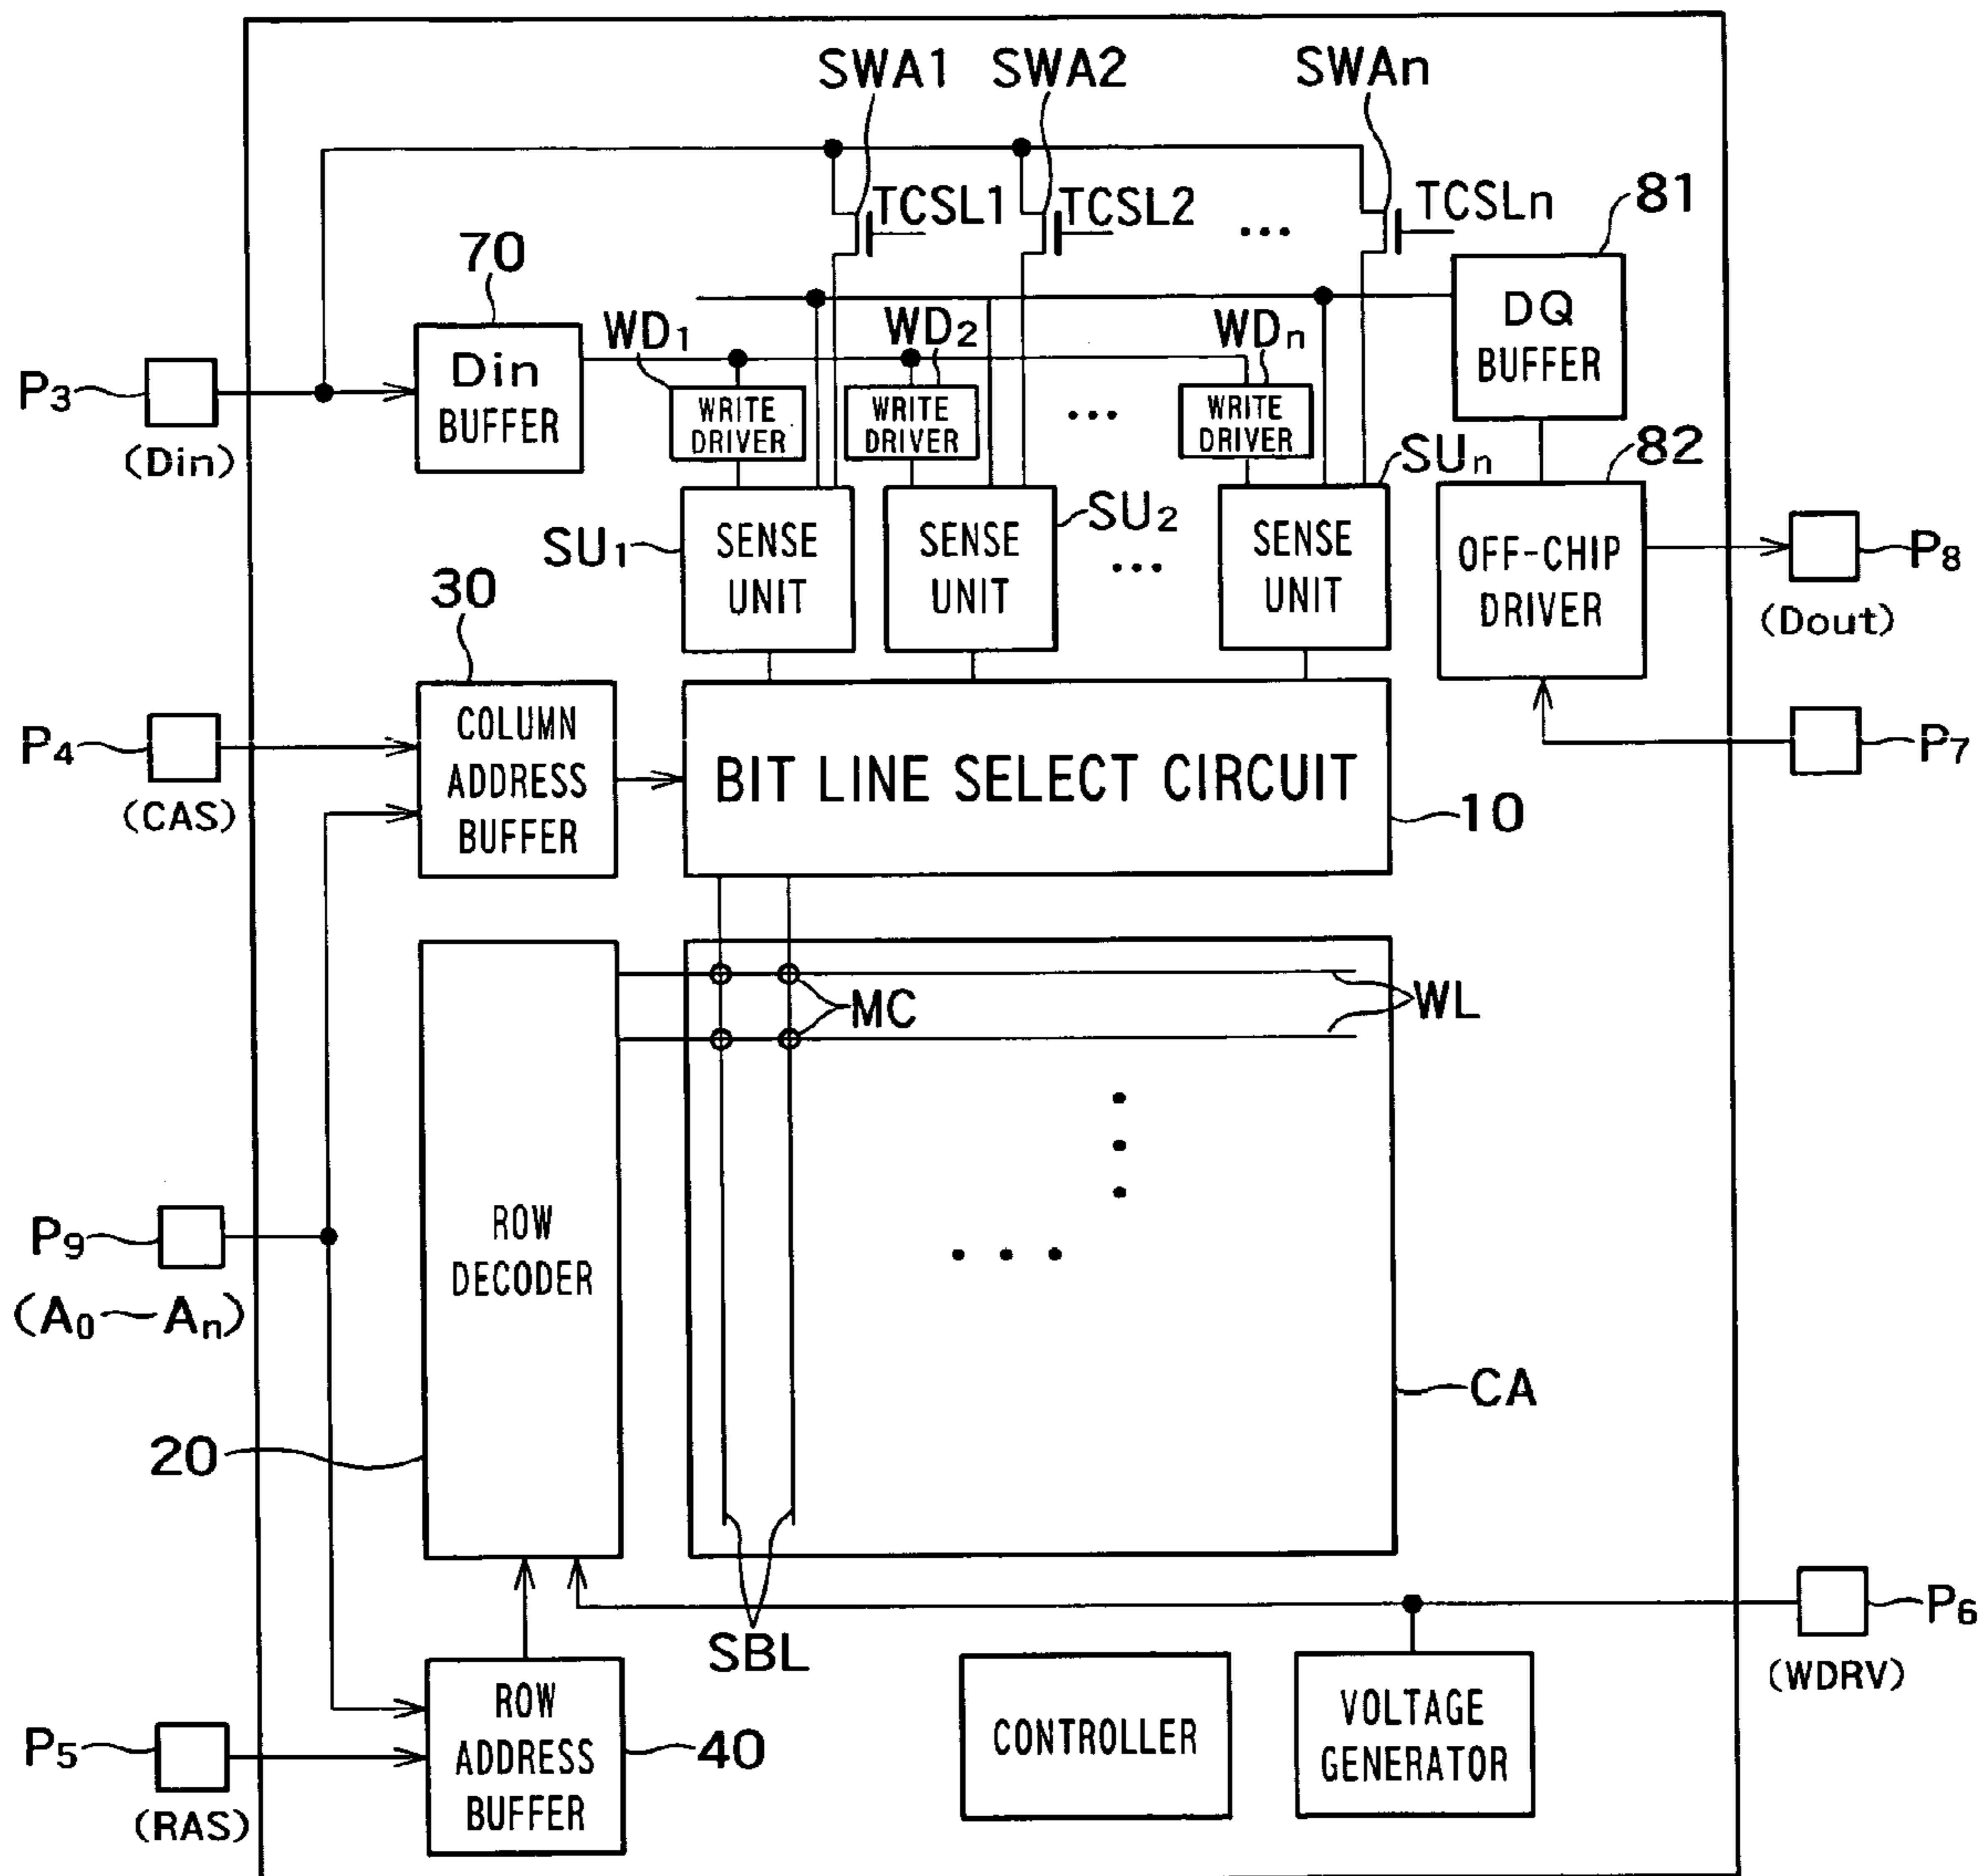 SWA1 SWA2 SWAn
TCSL1 TCSL2 ... TCSLn
81
70
WD1 WD2 WDn
DQ
BUFFER
P3
(Din)
Din
BUFFER
WRITE
DRIVER
WRITE
DRIVER
...
WRITE
DRIVER
82
SUn
SU1
SENSE
UNIT
SENSE
UNIT
SU2
...
SENSE
UNIT
OFF-CHIP
DRIVER
P8
(Dout)
30
P4
(CAS)
COLUMN
ADDRESS
BUFFER
BIT LINE SELECT CIRCUIT
10
P7
MC
WL
P9
(A0~An)
ROW
DECODER
CA
20
SBL
P6
(WDRV)
P5
(RAS)
ROW
ADDRESS
BUFFER
40
CONTROLLER
VOLTAGE
GENERATOR